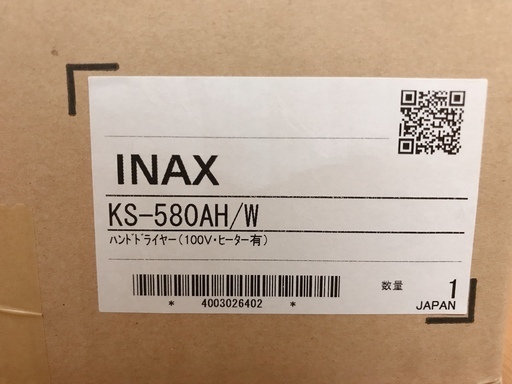 INAX
KS-580AH/W
ﾊﾝﾄﾞﾄﾞﾗｲﾔｰ(100V・ﾋｰﾀｰ有)
* 4003026402 *
数量 1
JAPAN